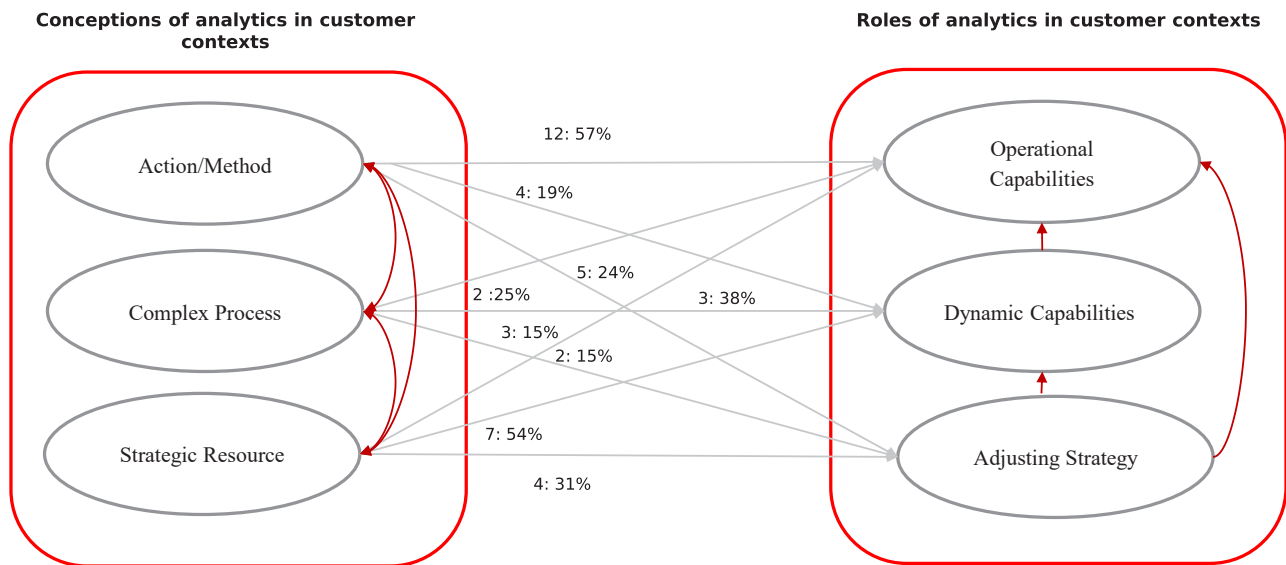 Conceptions of analytics in customer
contexts
Roles of analytics in customer contexts
Action/Method
Complex Process
Strategic Resource
12: 57%
4: 19%
5: 24%
2 :25%
3: 38%
3: 15%
2: 15%
7: 54%
4: 31%
Operational
Capabilities
Dynamic Capabilities
Adjusting Strategy